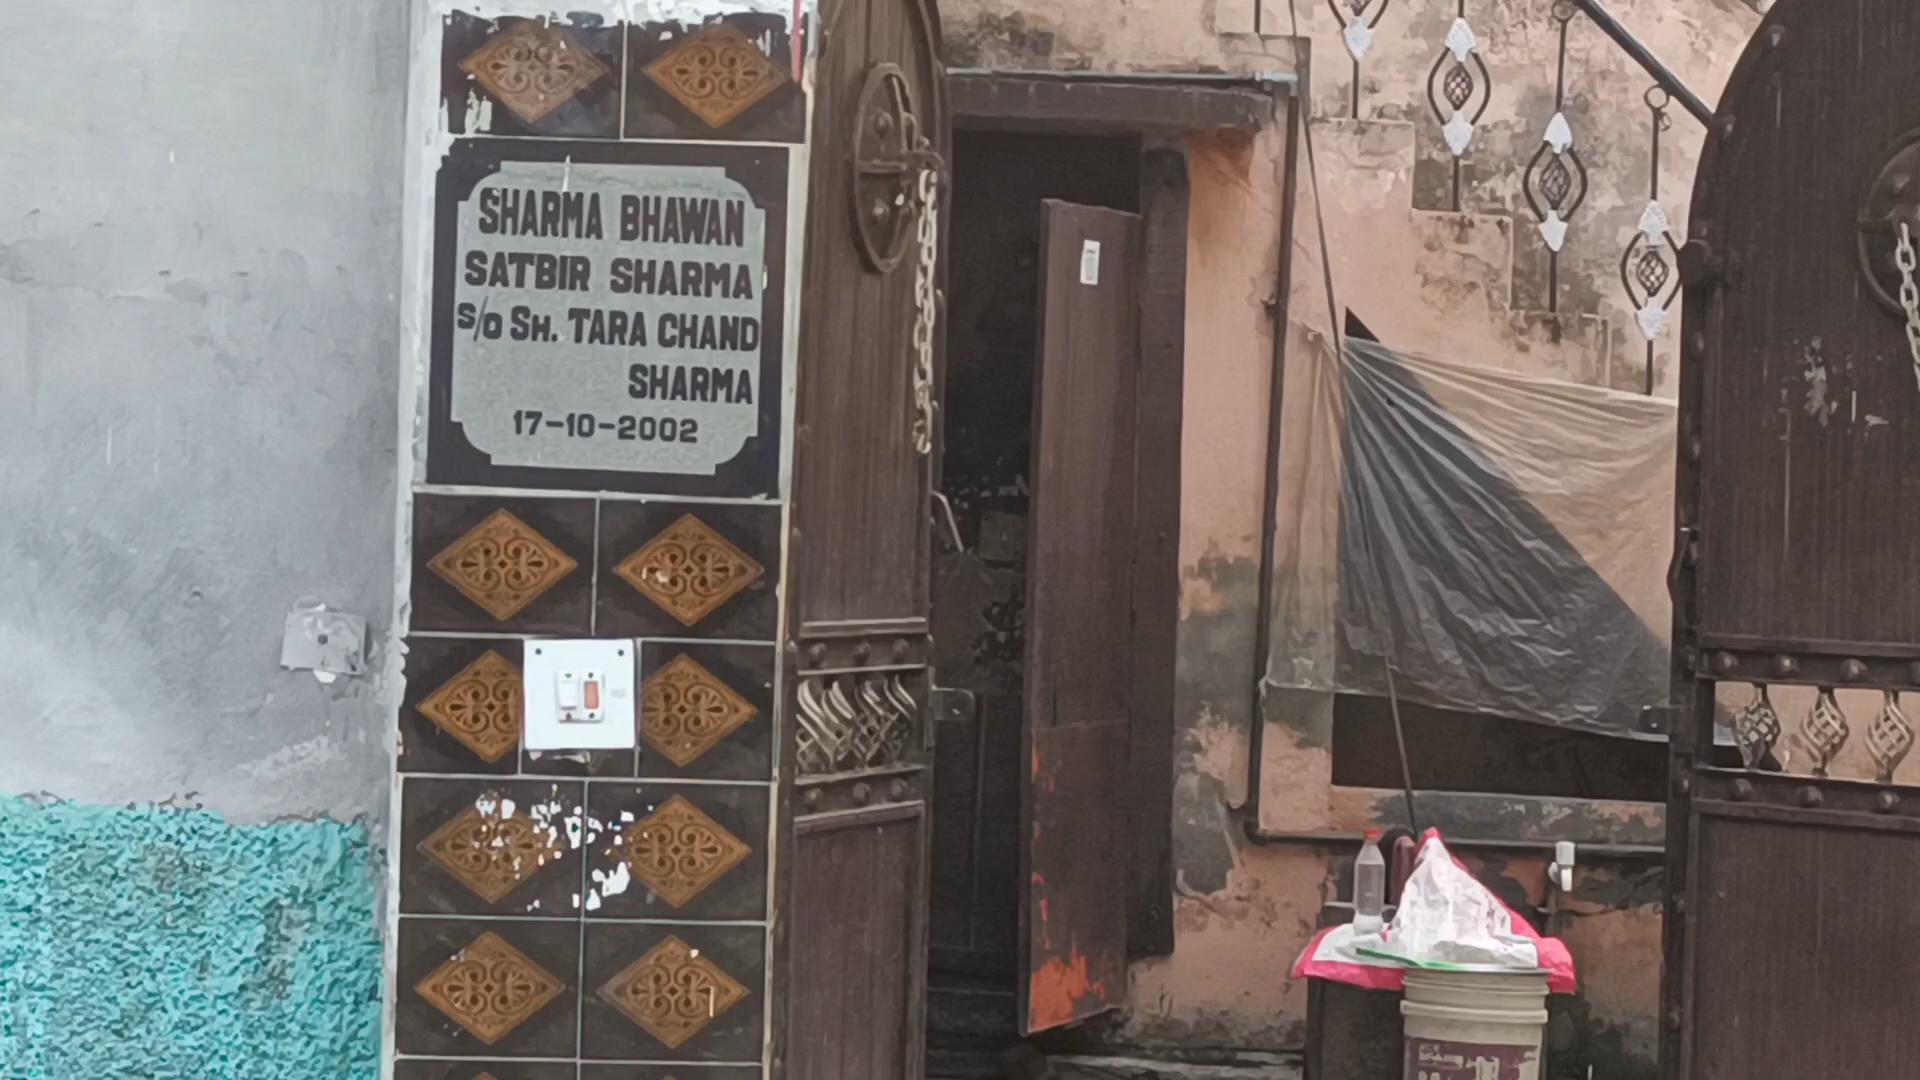 SHARMA BHAWAN
SATBIR SHARMA
S/O SH. TARA CHAND
SHARMA
17-10-2002